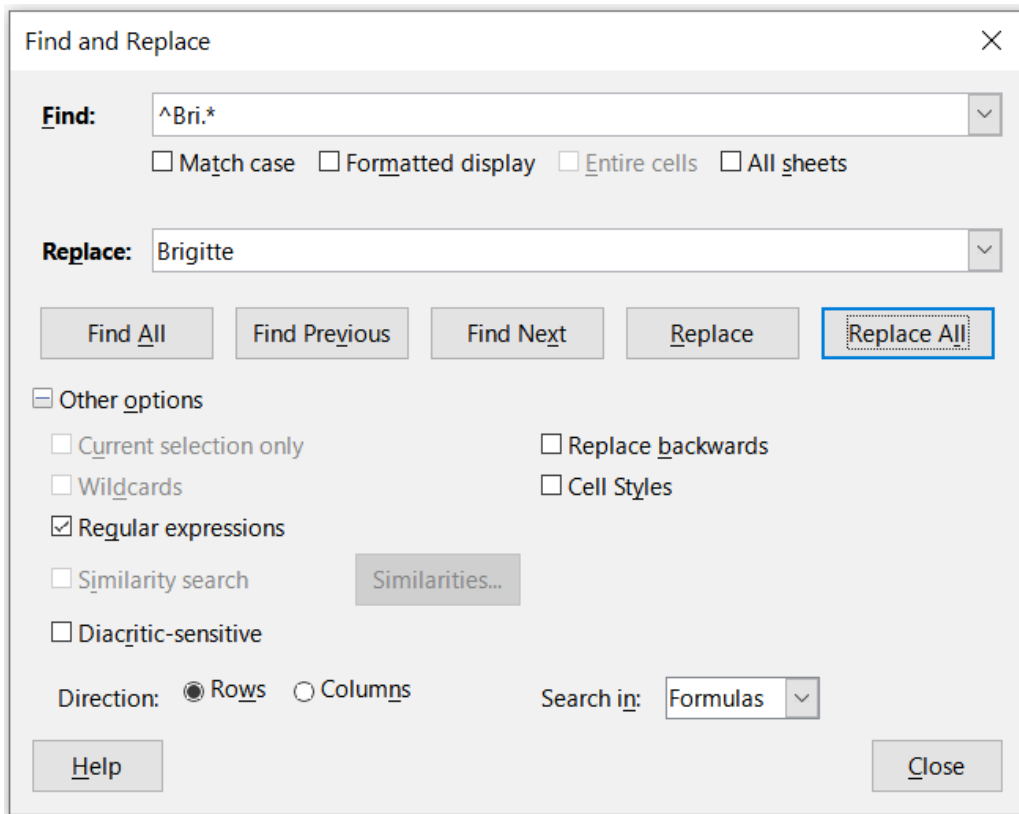 Find and Replace
Find: ^Bri.*
Match case Formatted display Entire cells All sheets
Replace: Brigitte
Find All Find Previous Find Next Replace Replace All
Other options
Current selection only Replace backwards
Wildcards Cell Styles
Regular expressions
Similarity search Similarities...
Diacritic-sensitive
Direction: Rows Columns Search in: Formulas
Help Close